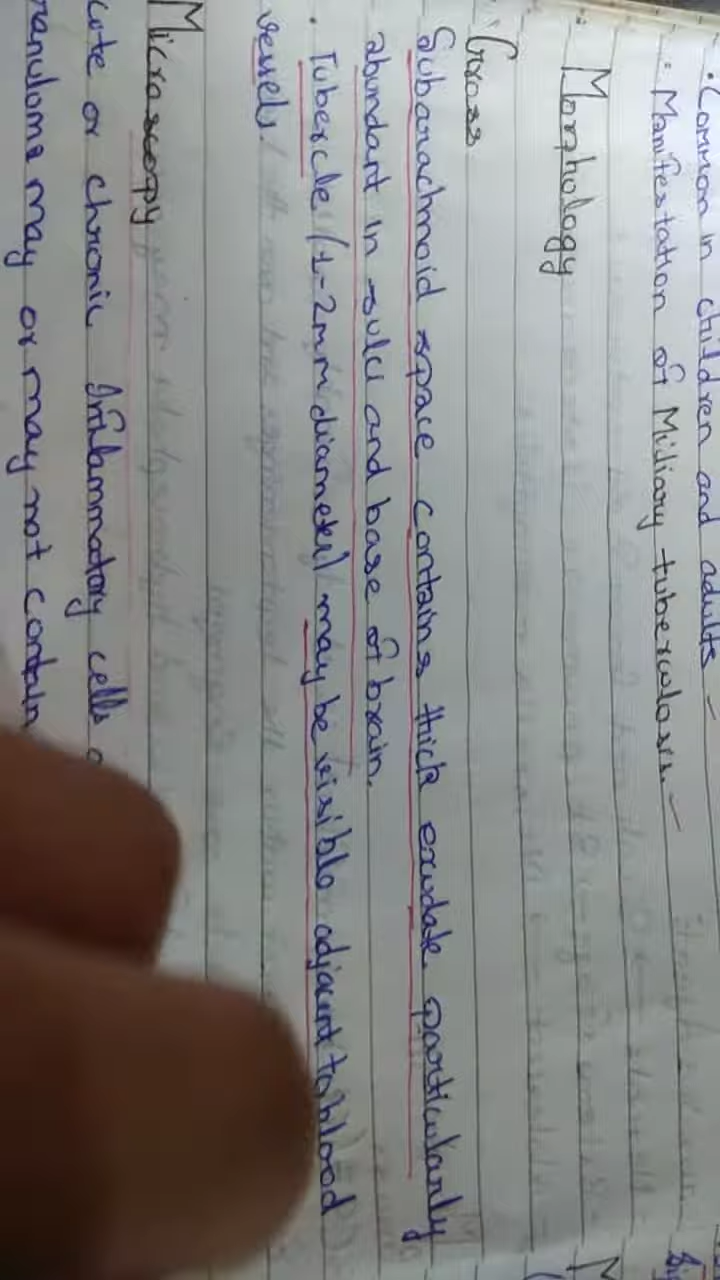 . Common in children and adults –
. Manifestation of Miliary tuberculosis. –
Morphology
Gross
Subarachnoid space contains thick exudate particularly
abundant in sulci and base of brain.
. Tubercle (1-2mm diameter) may be visible adjacent to blood
vessels.
Microscopy
cute or chronic Inflammatory cells
ranuloma may or may not contain